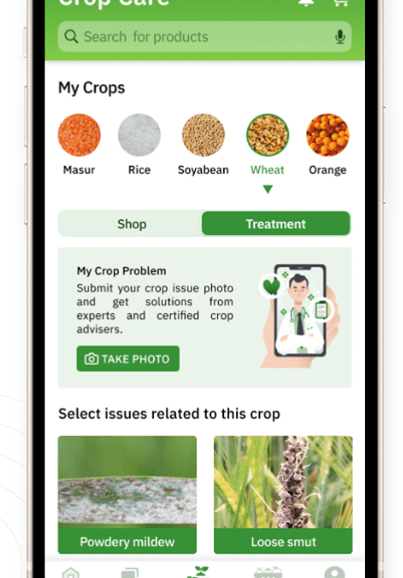 Crop Care
Search for products
My Crops
Masur Rice Soyabean Wheat Orange
Shop Treatment
My Crop Problem
Submit your crop issue photo
and get solutions from
experts and certified crop
advisers.
TAKE PHOTO
Select issues related to this crop
Powdery mildew Loose smut